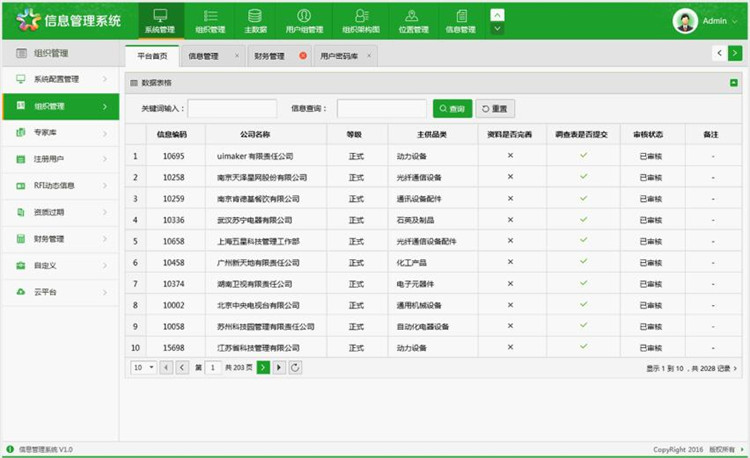 信息管理系统
系统管理 组织管理 主数据 用户组管理 组织架构图 位置管理 信息管理
Admin
组织管理
平台首页 信息管理 × 财务管理 用户密码库 ×
系统配置管理
组织管理
专家库
注册用户
RFI动态信息
资质过期
财务管理
自定义
云平台
数据表格
关键词输入： 信息查询： 查询 重置
信息编码 公司名称 等级 主供品类 资料是否完善 调查表是否提交 审核状态 备注
1 10695 uimaker 有限责任公司 正式 动力设备 × ✓ 已审核 -
2 10258 南京天泽星网股份有限公司 正式 光纤通信设备 × ✓ 已审核 -
3 10259 南京肯德基餐饮有限公司 正式 通讯设备配件 × ✓ 已审核 -
4 10336 武汉苏宁电器有限公司 正式 石英及制品 × ✓ 已审核 -
5 10658 上海五星科技管理工作部 正式 光纤通信设备配件 × ✓ 已审核 -
6 10458 广州新天地有限责任公司 正式 化工产品 × ✓ 已审核 -
7 10374 湖南卫视有限责任公司 正式 电子元器件 × ✓ 已审核 -
8 10002 北京中央电视台有限公司 正式 通用机械设备 × ✓ 已审核 -
9 10058 苏州科技园管理有限责任公司 正式 自动化电器设备 × ✓ 已审核 -
10 15698 江苏省科技管理有限公司 正式 动力设备 × ✓ 已审核 -
10 第 1 共 203 页 显示 1 到 10 ，共 2028 记录
信息管理系统 V1.0 CopyRight 2016 版权所有